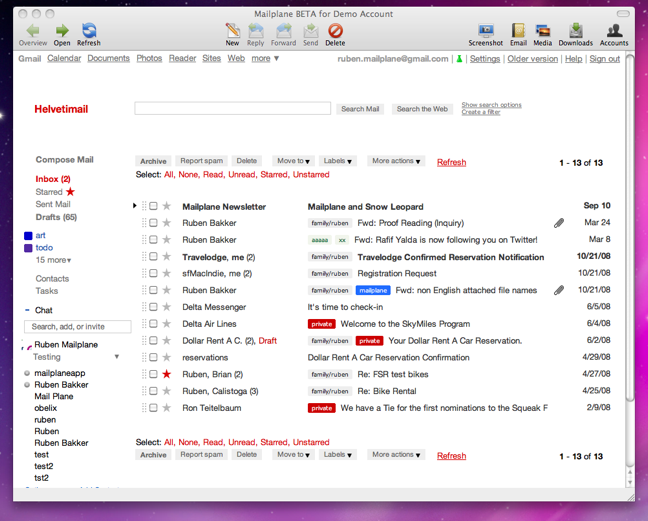 Mailplane BETA for Demo Account
Overview Open Refresh New Reply Forward Send Delete Screenshot Email Media Downloads Accounts
Gmail Calendar Documents Photos Reader Sites Web more ▼ ruben.mailplane@gmail.com | | Settings | Older version | Help | Sign out
Helvetimail
Search Mail Search the Web
Show search options
Create a filter
Compose Mail
Inbox (2)
Starred ★
Sent Mail
Drafts (65)
art
todo
15 more▾
Contacts
Tasks
– Chat
Search, add, or invite
Ruben Mailplane
Testing ▼
mailplaneapp
Ruben Bakker
Mail Plane
obelix
ruben
Ruben
Ruben Bakker
test
test2
tst2
Archive Report spam Delete Move to ▼ Labels ▼ More actions ▼ Refresh 1 - 13 of 13
Select: All, None, Read, Unread, Starred, Unstarred
Mailplane Newsletter Mailplane and Snow Leopard Sep 10
Ruben Bakker family/ruben Fwd: Proof Reading (Inquiry) Mar 24
Ruben Bakker aaaaa xx Fwd: Rafif Yalda is now following you on Twitter! Mar 8
Travelodge, me (2) family/ruben Travelodge Confirmed Reservation Notification 10/21/08
sfMacIndie, me (2) family/ruben Registration Request 10/21/08
Ruben Bakker family/ruben mailplane Fwd: non English attached file names 10/21/08
Delta Messenger It's time to check-in 6/5/08
Delta Air Lines private Welcome to the SkyMiles Program 6/4/08
Dollar Rent A C. (2), Draft family/ruben private Your Dollar Rent A Car Reservation. 6/2/08
reservations Dollar Rent A Car Reservation Confirmation 4/29/08
Ruben, Brian (2) family/ruben Re: FSR test bikes 4/27/08
Ruben, Calistoga (3) family/ruben Re: Bike Rental 4/25/08
Ron Teitelbaum private We have a Tie for the first nominations to the Squeak F 2/9/08
Select: All, None, Read, Unread, Starred, Unstarred
Archive Report spam Delete Move to ▼ Labels ▼ More actions ▼ Refresh 1 - 13 of 13